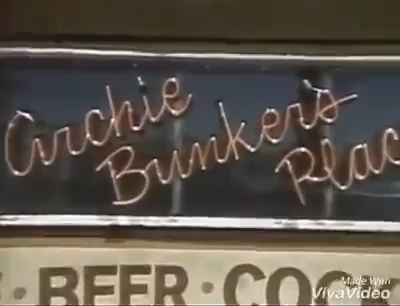 Archie
Bunker's
Plac
BEER · COC
Made With
VivaVideo